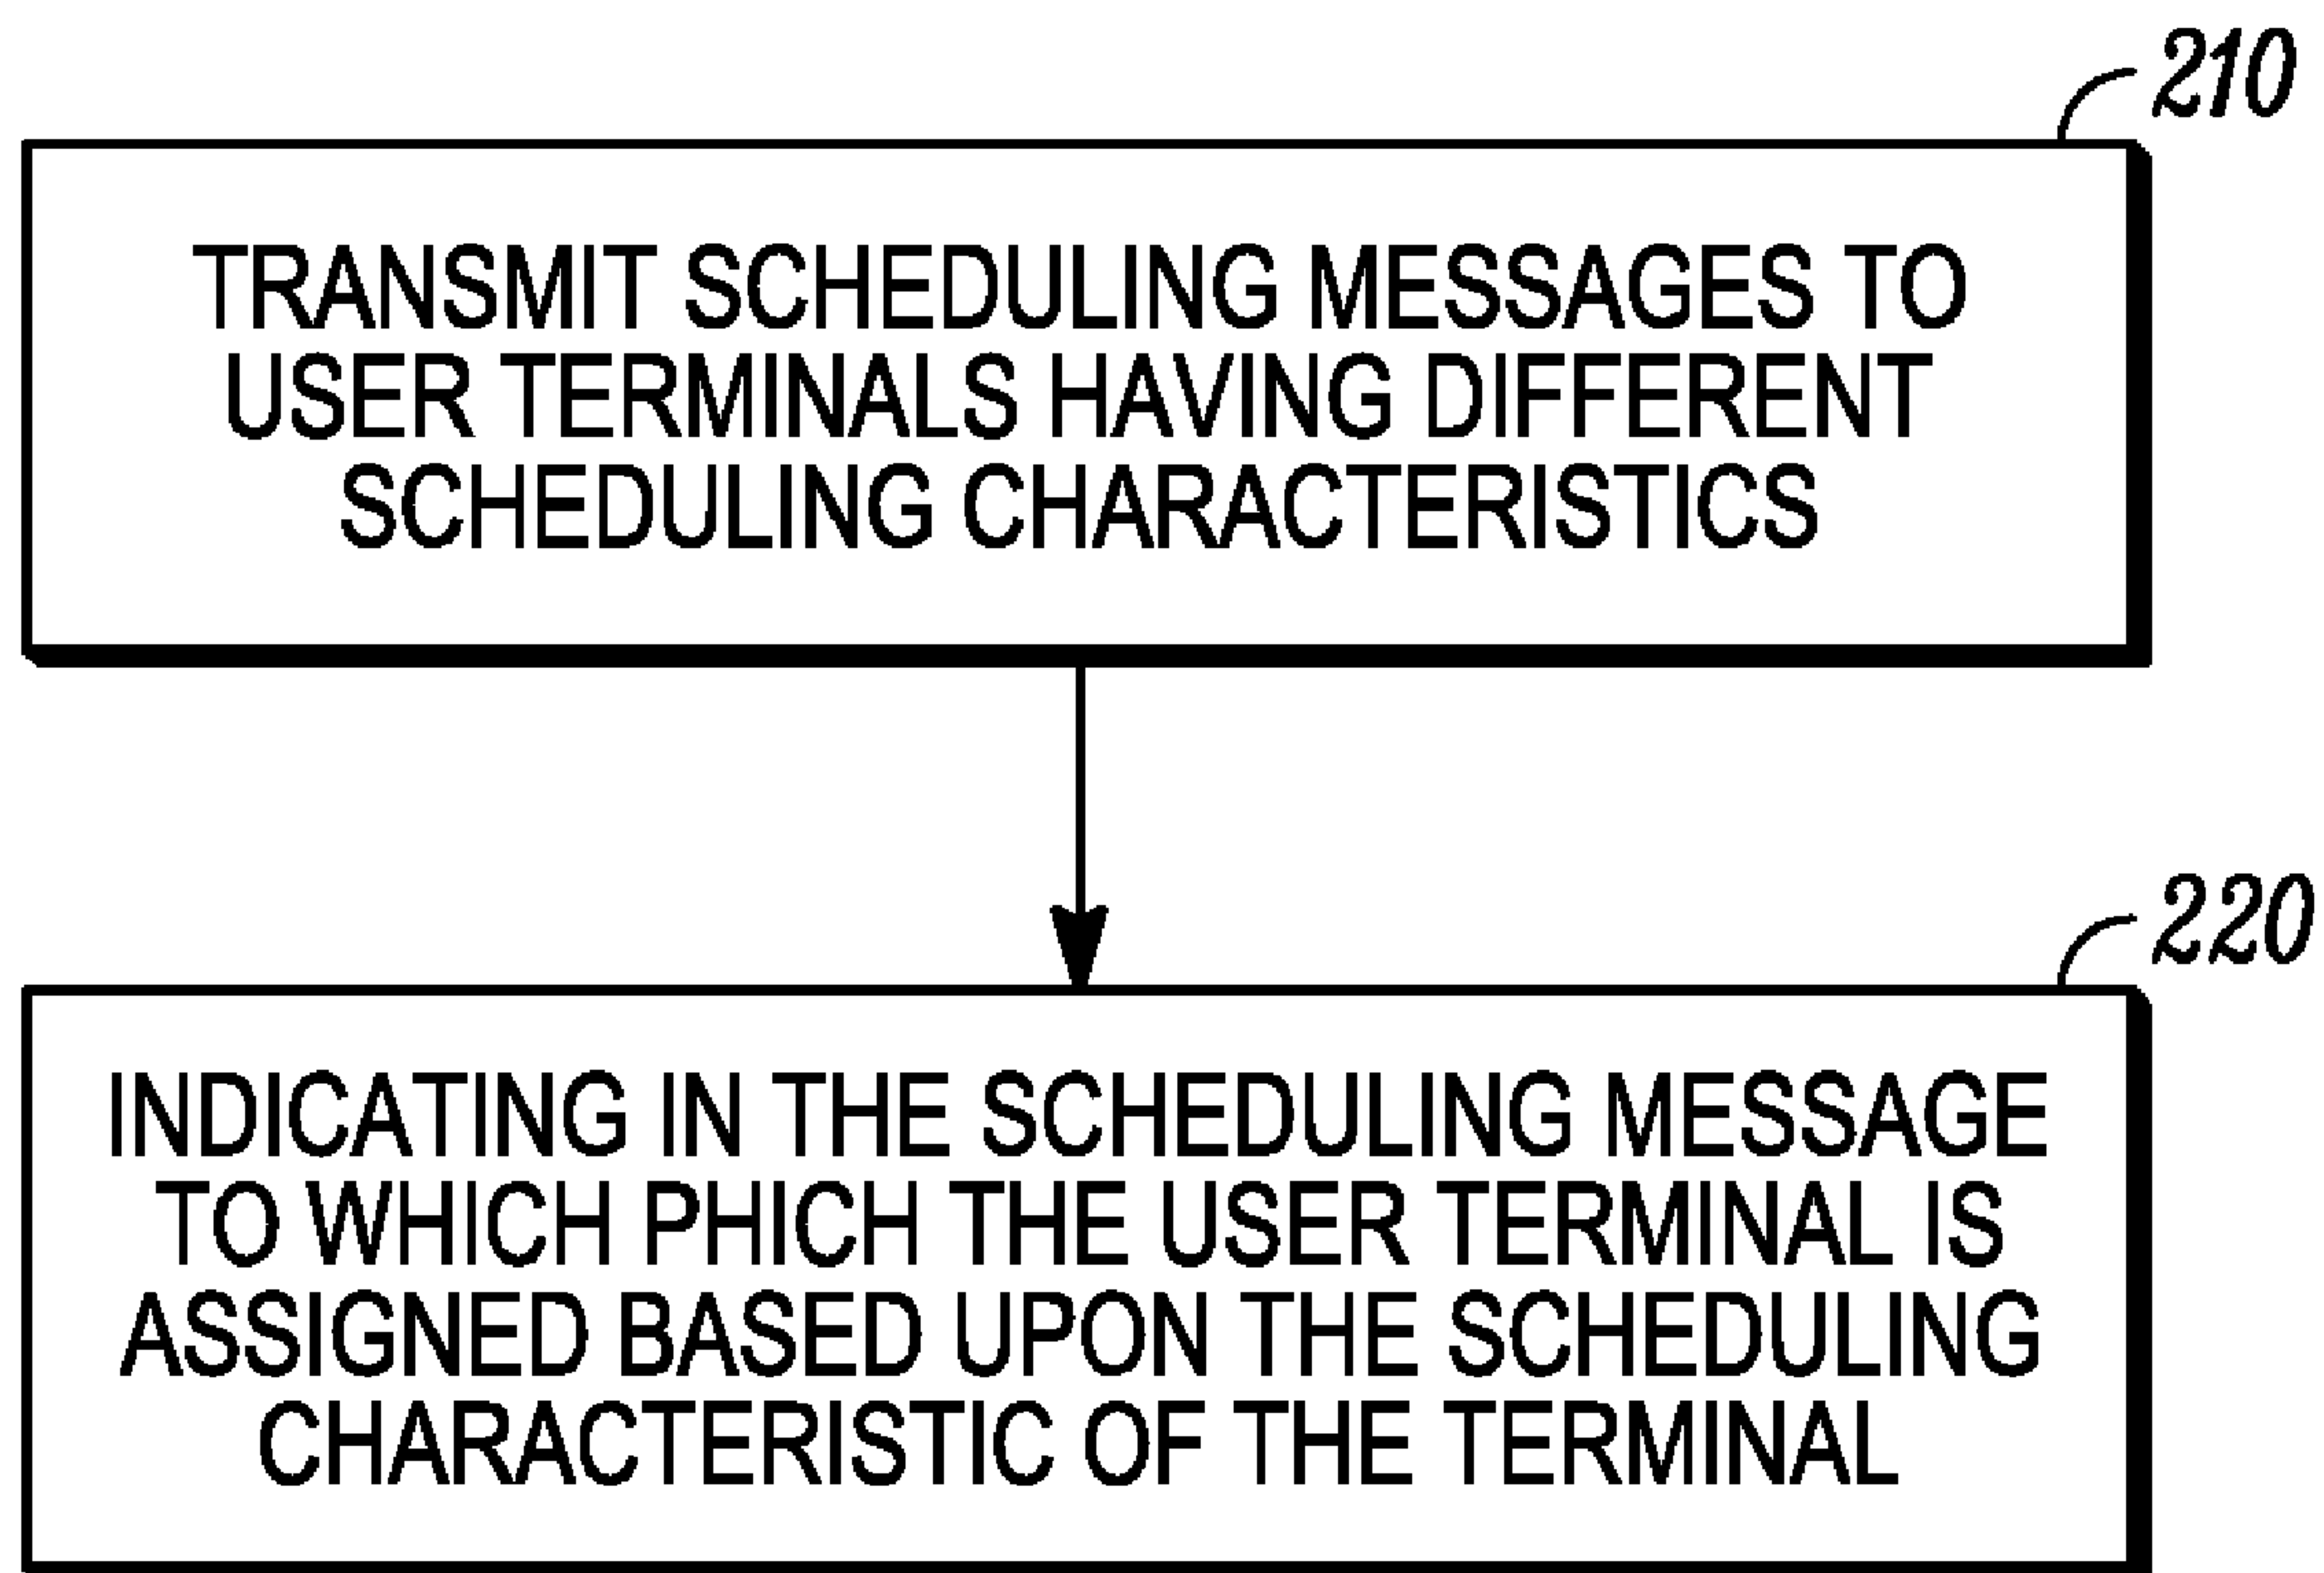 210
TRANSMIT SCHEDULING MESSAGES TO
USER TERMINALS HAVING DIFFERENT
SCHEDULING CHARACTERISTICS
220
INDICATING IN THE SCHEDULING MESSAGE
TO WHICH PHICH THE USER TERMINAL IS
ASSIGNED BASED UPON THE SCHEDULING
CHARACTERISTIC OF THE TERMINAL